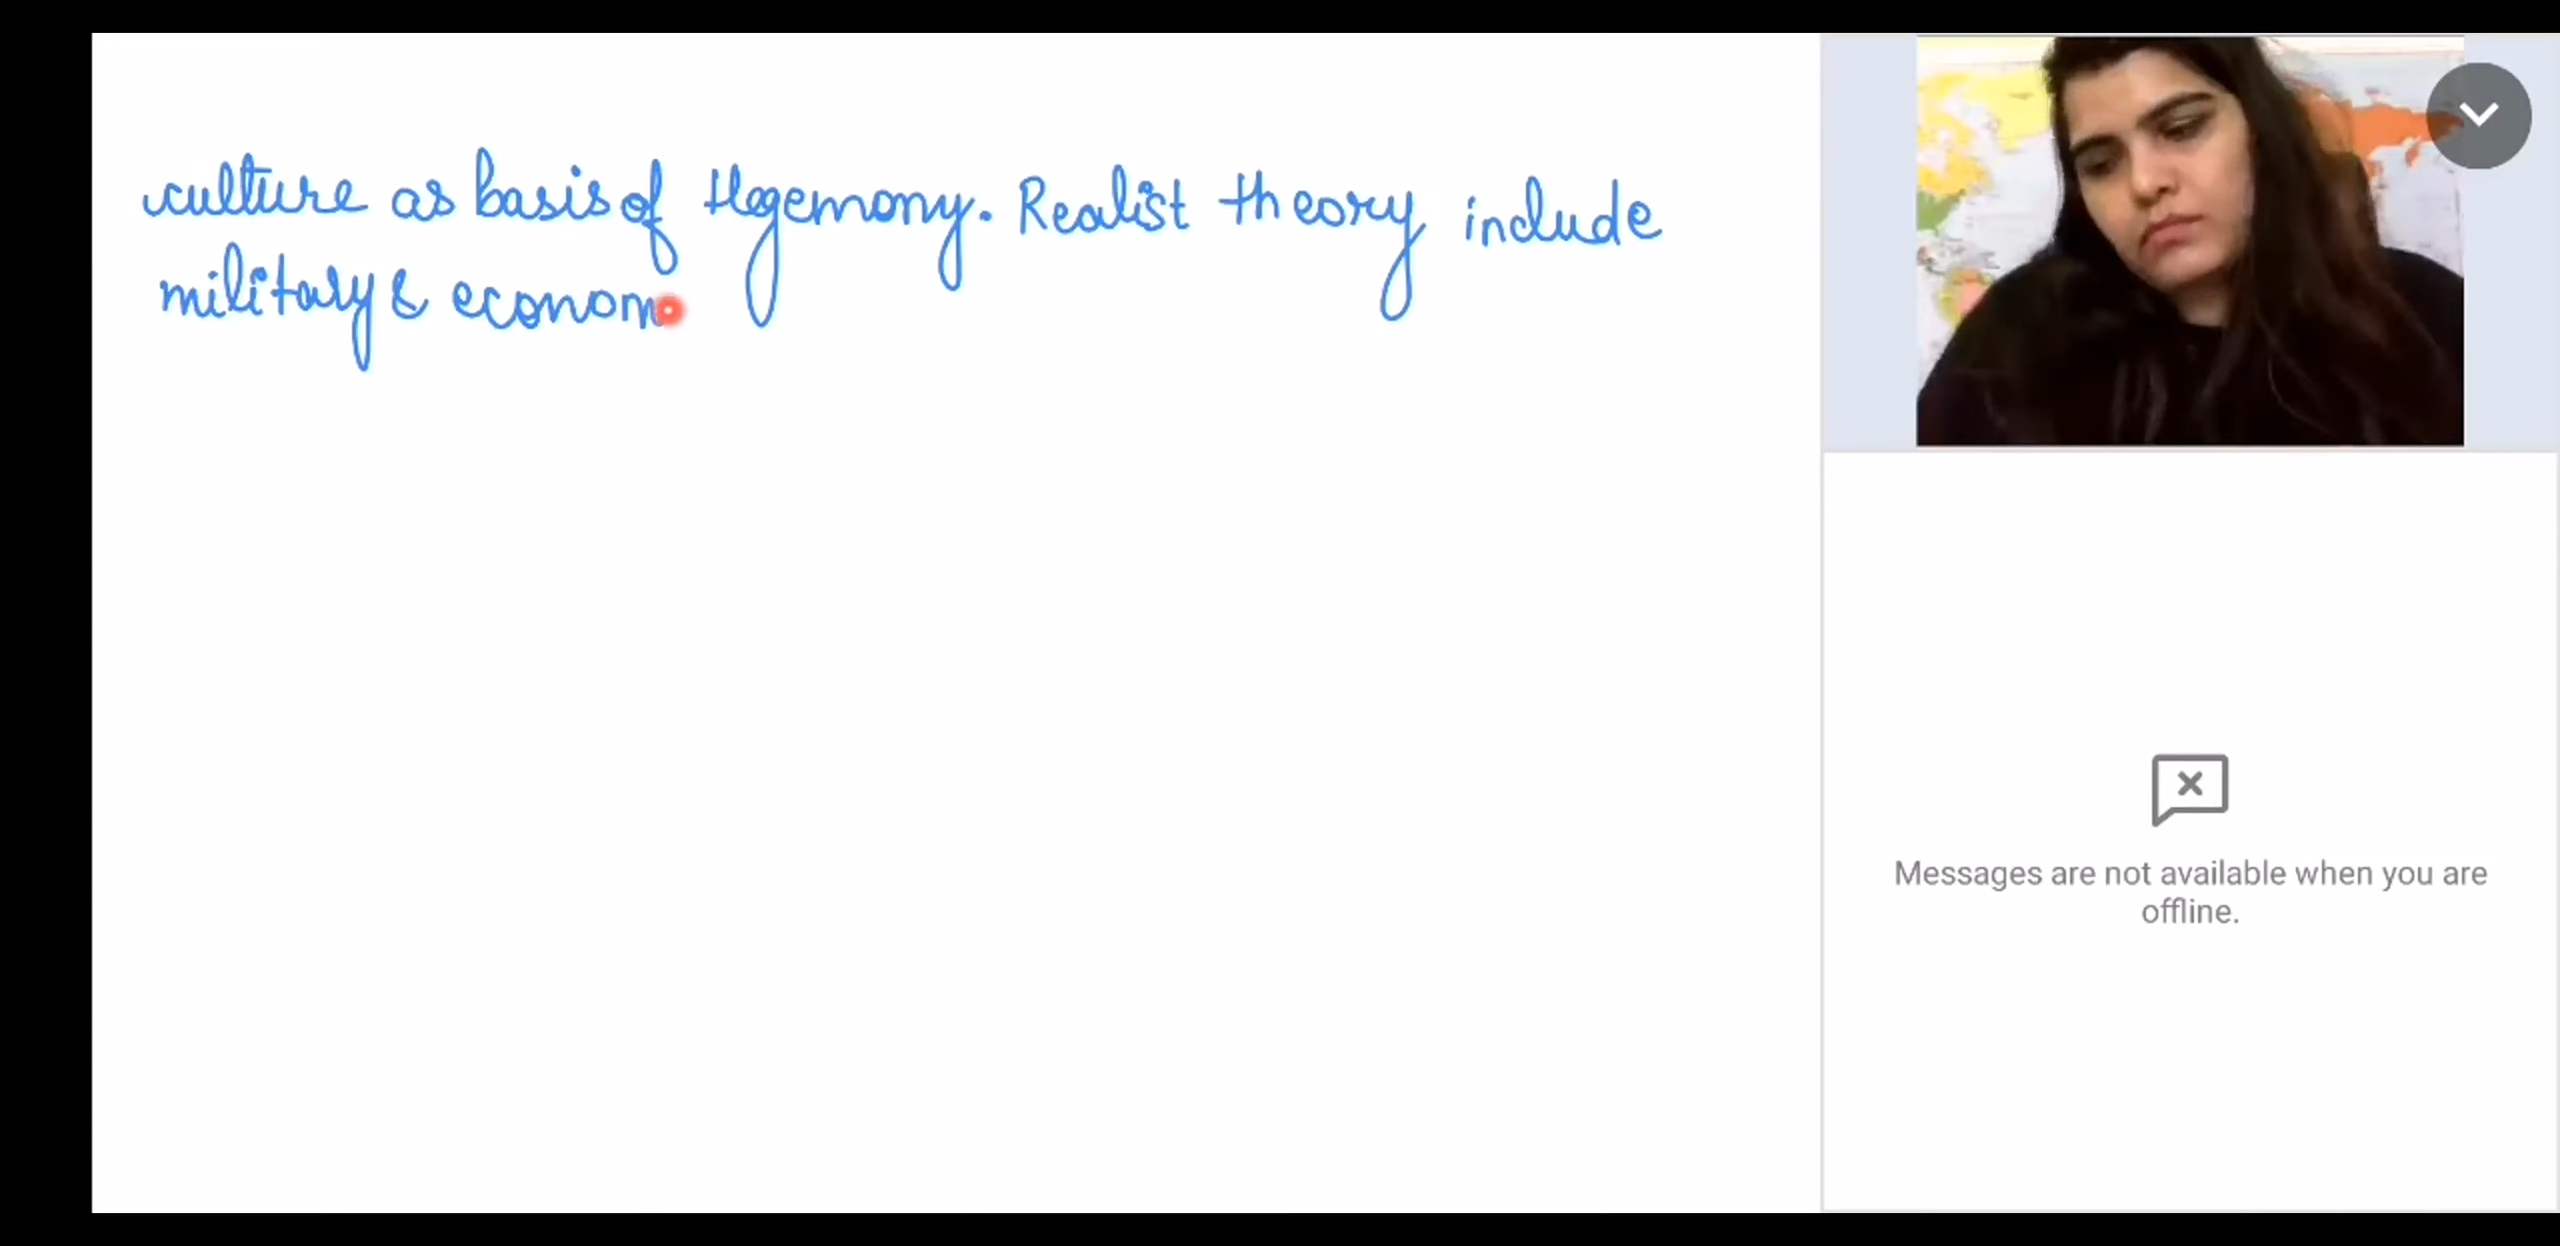 culture as basis of Hegemony. Realist theory include
military & econom
Messages are not available when you are
offline.